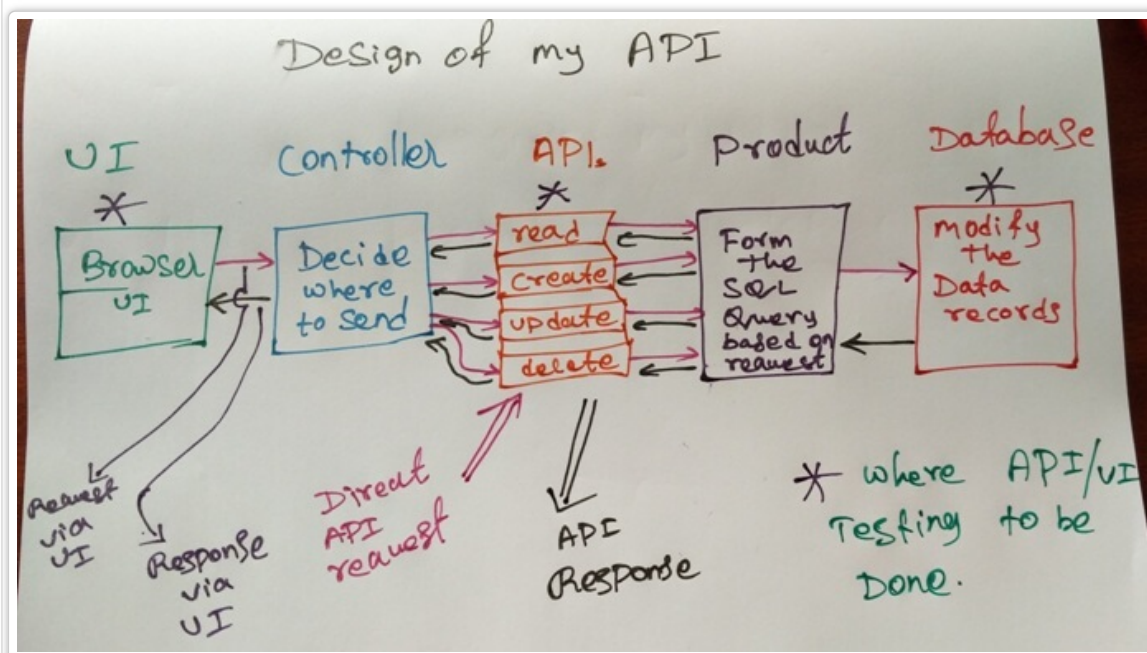 Design of my API
UI
Controller
API.
Product
Database
*
*
*
Browser
UI
Decide
where
to send
read
create
update
delete
Form
the
SQL
Query
based on
request
modify
the
Data
records
Request
via
UI
Response
via
UI
Direct
API
request
API
Response
* where API/UI
Testing to be
Done.